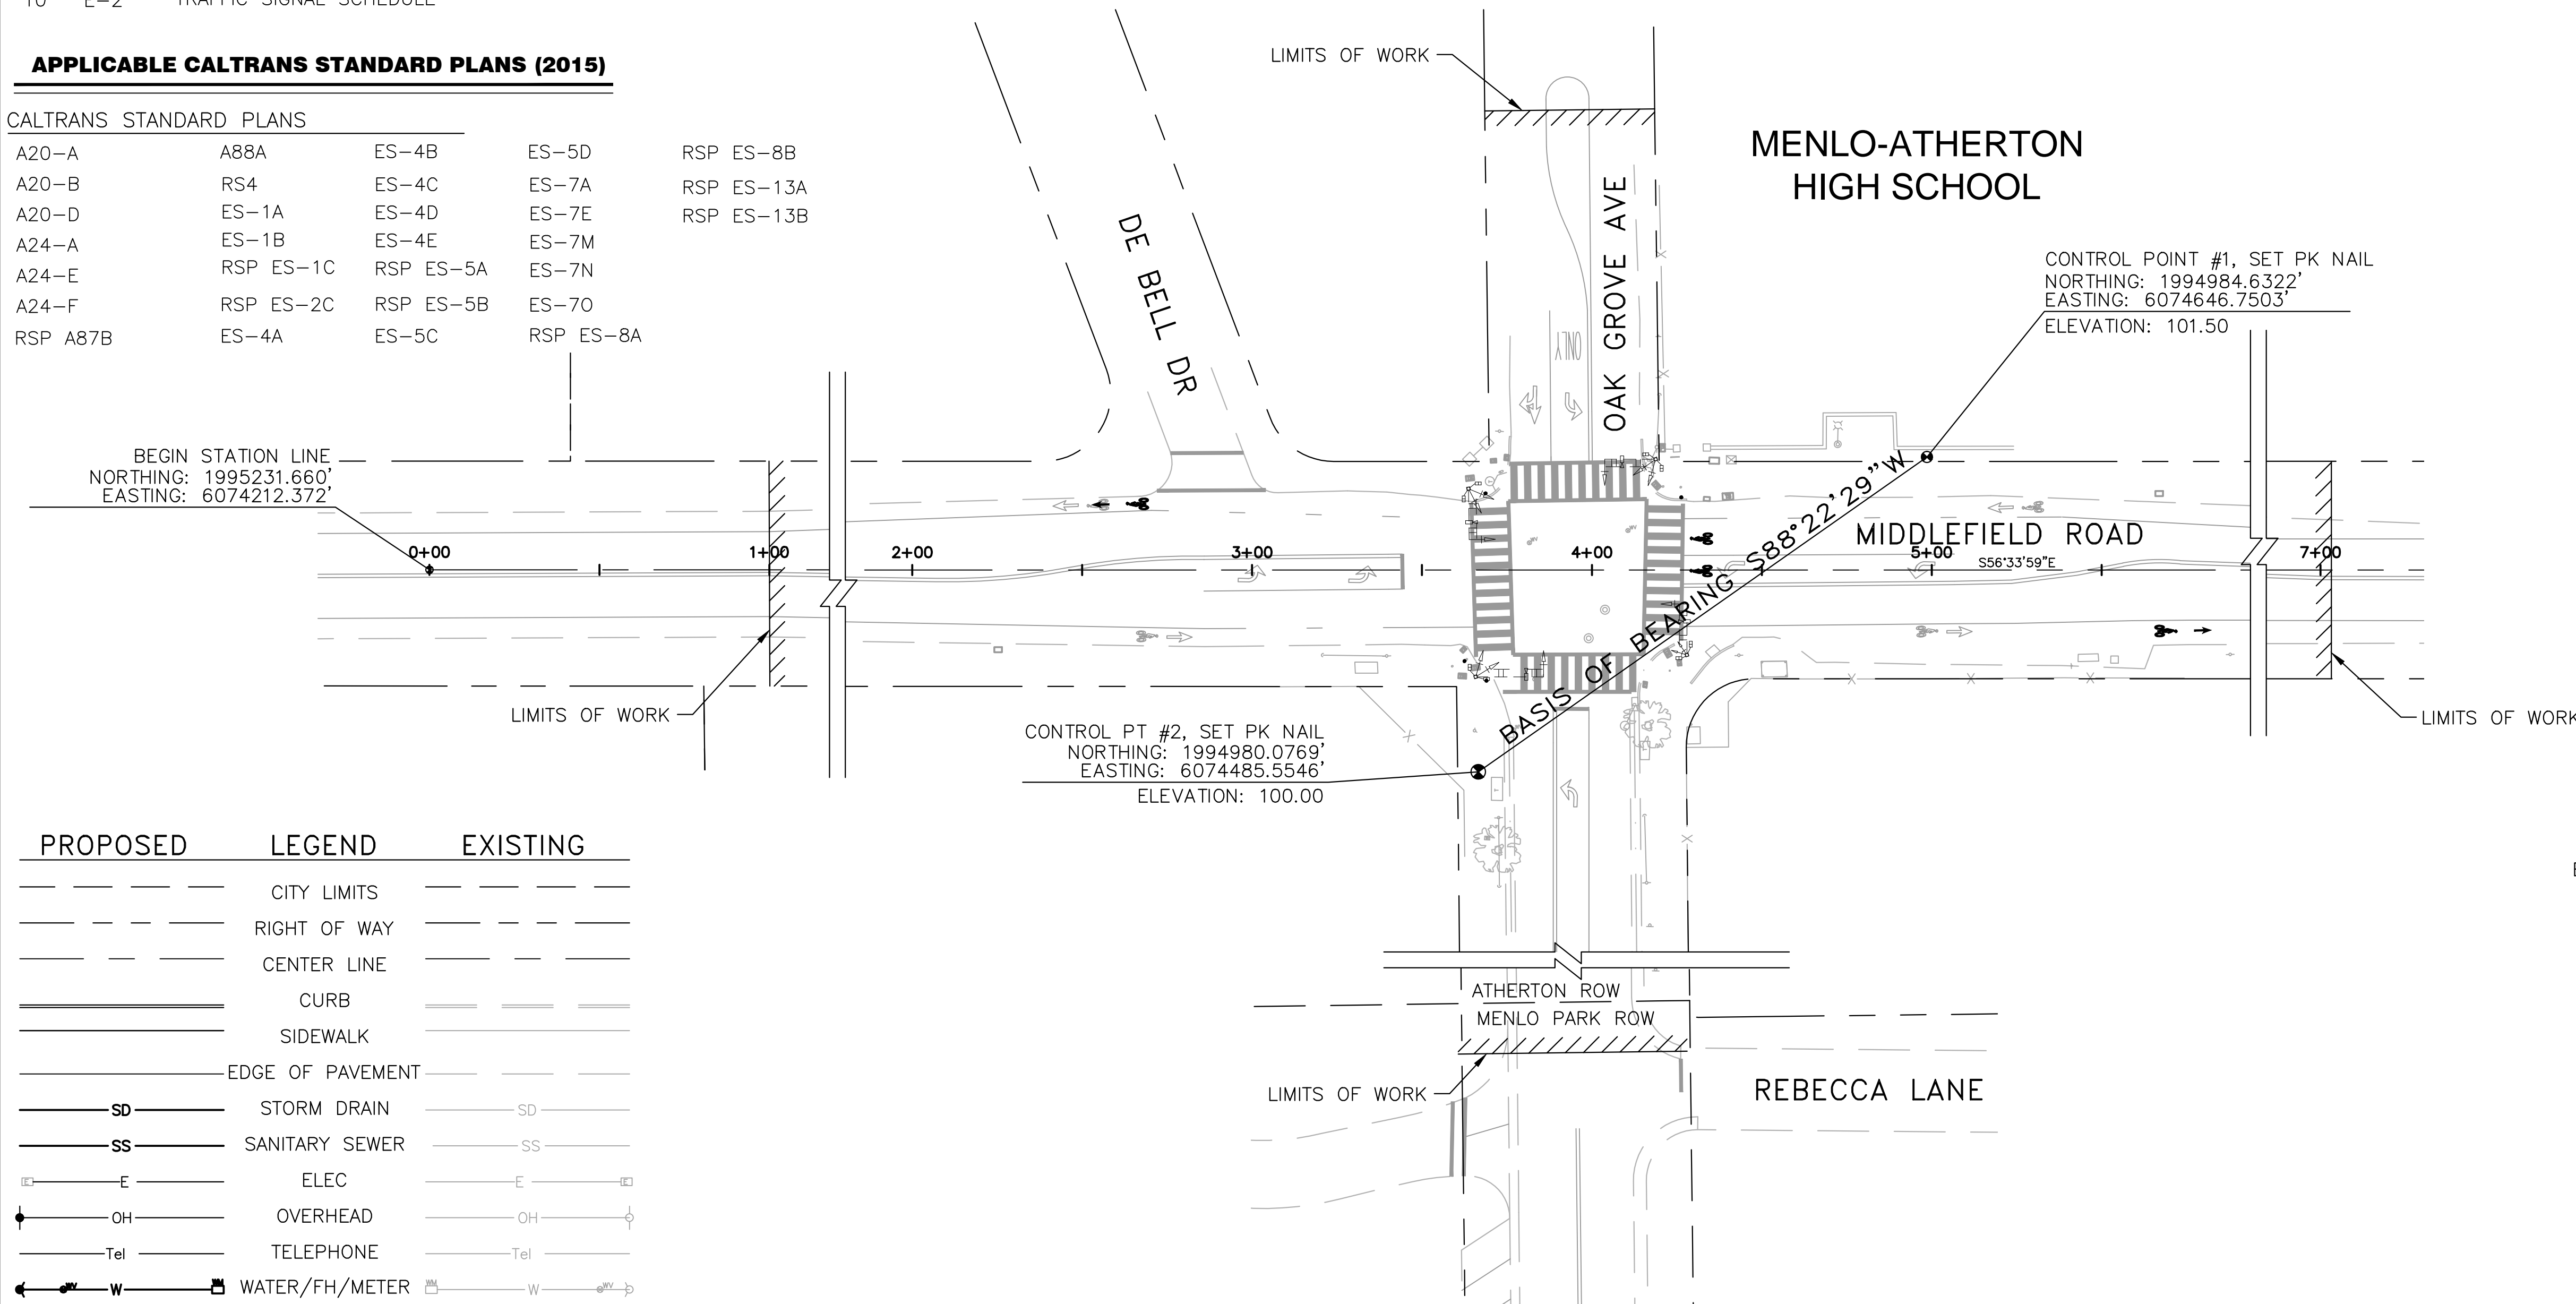 10 E-2 TRAFFIC SIGNAL SCHEDULE
APPLICABLE CALTRANS STANDARD PLANS (2015)
CALTRANS STANDARD PLANS
A20-A A88A ES-4B ES-5D RSP ES-8B
A20-B RS4 ES-4C ES-7A RSP ES-13A
A20-D ES-1A ES-4D ES-7E RSP ES-13B
A24-A ES-1B ES-4E ES-7M
A24-E RSP ES-1C RSP ES-5A ES-7N
A24-F RSP ES-2C RSP ES-5B ES-7O
RSP A87B ES-4A ES-5C RSP ES-8A
LIMITS OF WORK
MENLO-ATHERTON
HIGH SCHOOL
DE BELL DR
OAK GROVE AVE
ONLY
CONTROL POINT #1, SET PK NAIL
NORTHING: 1994984.6322'
EASTING: 6074646.7503'
ELEVATION: 101.50
BEGIN STATION LINE
NORTHING: 1995231.660'
EASTING: 6074212.372'
BASIS OF BEARING S88°22'29"W
MIDDLEFIELD ROAD
0+00 1+00 2+00 3+00 4+00 5+00 7+00
S56°33'59"E
LIMITS OF WORK
LIMITS OF WORK
CONTROL PT #2, SET PK NAIL
NORTHING: 1994980.0769'
EASTING: 6074485.5546'
ELEVATION: 100.00
ATHERTON ROW
MENLO PARK ROW
LIMITS OF WORK
REBECCA LANE
PROPOSED LEGEND EXISTING
CITY LIMITS
RIGHT OF WAY
CENTER LINE
CURB
SIDEWALK
EDGE OF PAVEMENT
SD STORM DRAIN SD
SS SANITARY SEWER SS
E E ELEC E E
OH OVERHEAD OH
Tel TELEPHONE Tel
WV W WM WATER/FH/METER WM W WV